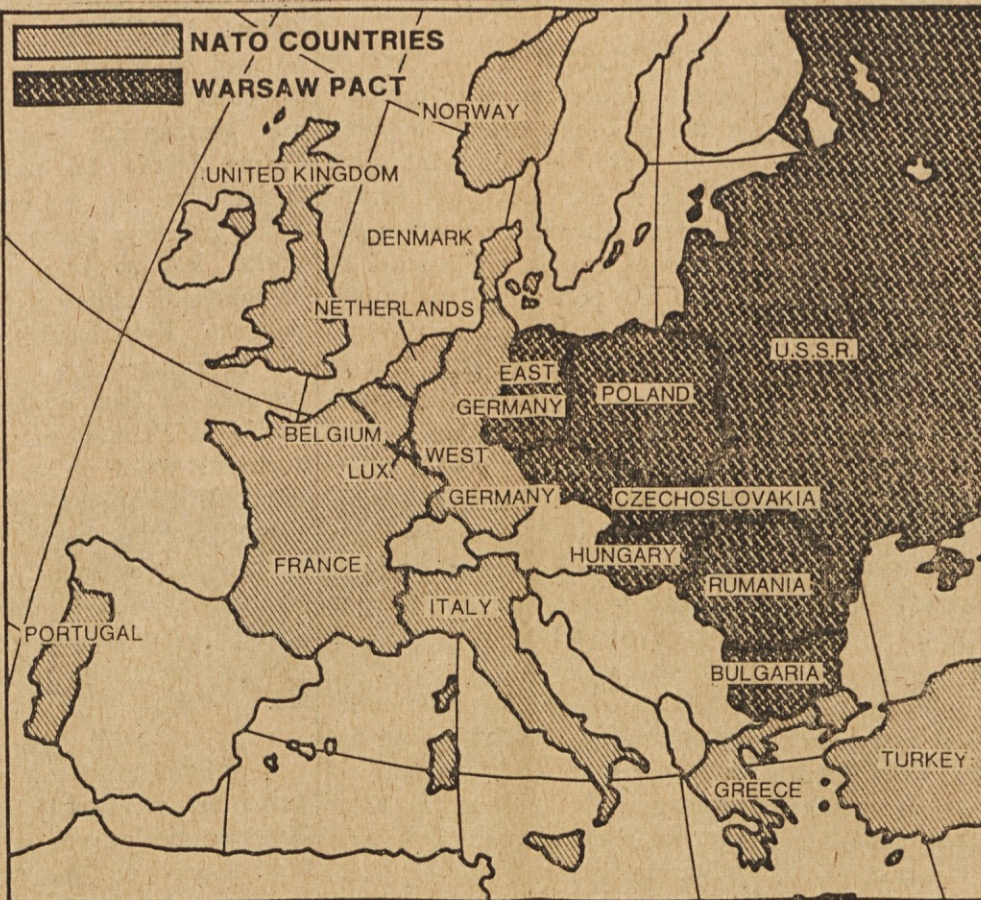 NATO COUNTRIES
WARSAW PACT
NORWAY
UNITED KINGDOM
DENMARK
NETHERLANDS
U.S.S.R.
EAST
GERMANY
POLAND
BELGIUM
LUX.
WEST
GERMANY
CZECHOSLOVAKIA
HUNGARY
FRANCE
RUMANIA
ITALY
PORTUGAL
BULGARIA
TURKEY
GREECE